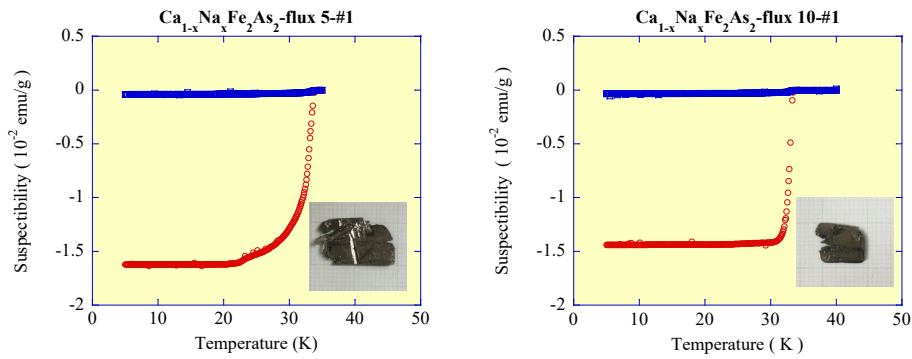 Ca1-xNaxFe2As2-flux 5-#1
0.5
0
-0.5
-1
-1.5
-2
Suspectibility ( 10-2 emu/g )
0 10 20 30 40 50
Temperature (K)
Ca1-xNaxFe2As2-flux 10-#1
0.5
0
-0.5
-1
-1.5
-2
Suspectibility ( 10-2 emu/g )
0 10 20 30 40 50
Temperature ( K )